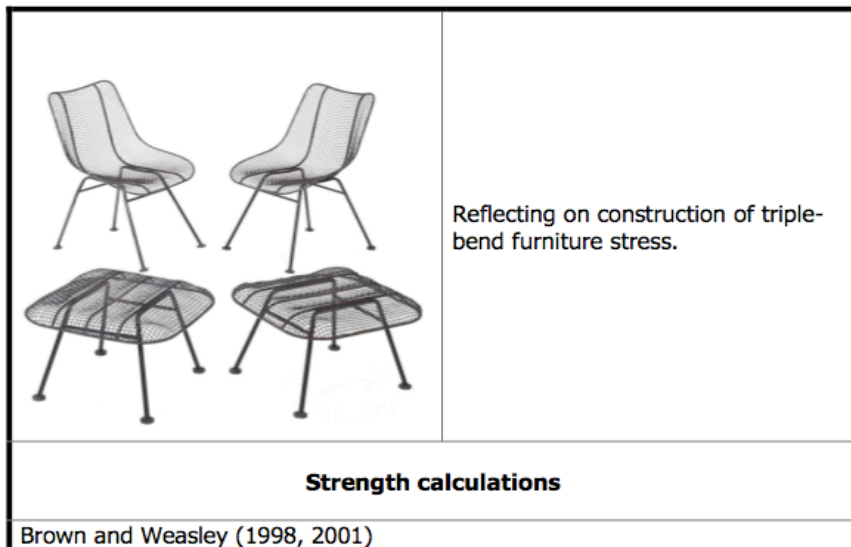 Reflecting on construction of triple-
bend furniture stress.
Strength calculations
Brown and Weasley (1998, 2001)